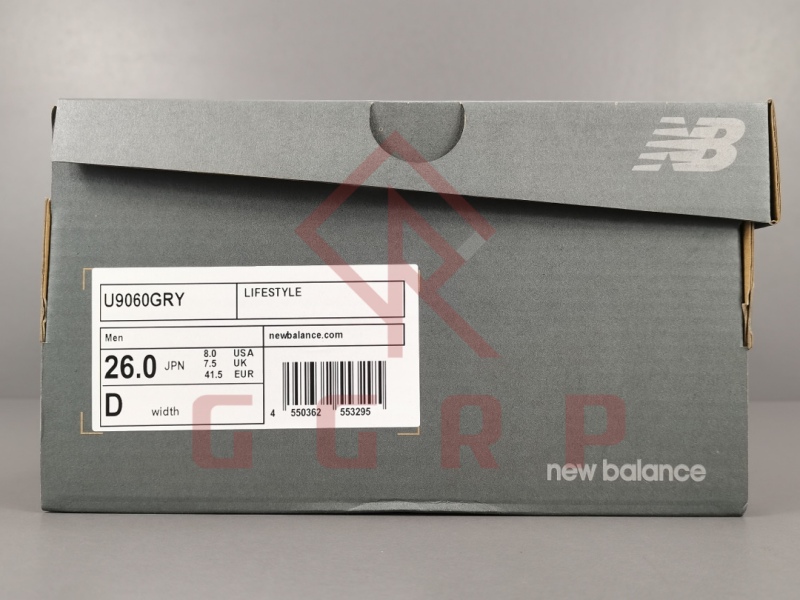 NB
U9060GRY LIFESTYLE
Men newbalance.com
26.0 JPN
8.0 USA
7.5 UK
41.5 EUR
D width
4 550362 553295
GGRP
new balance